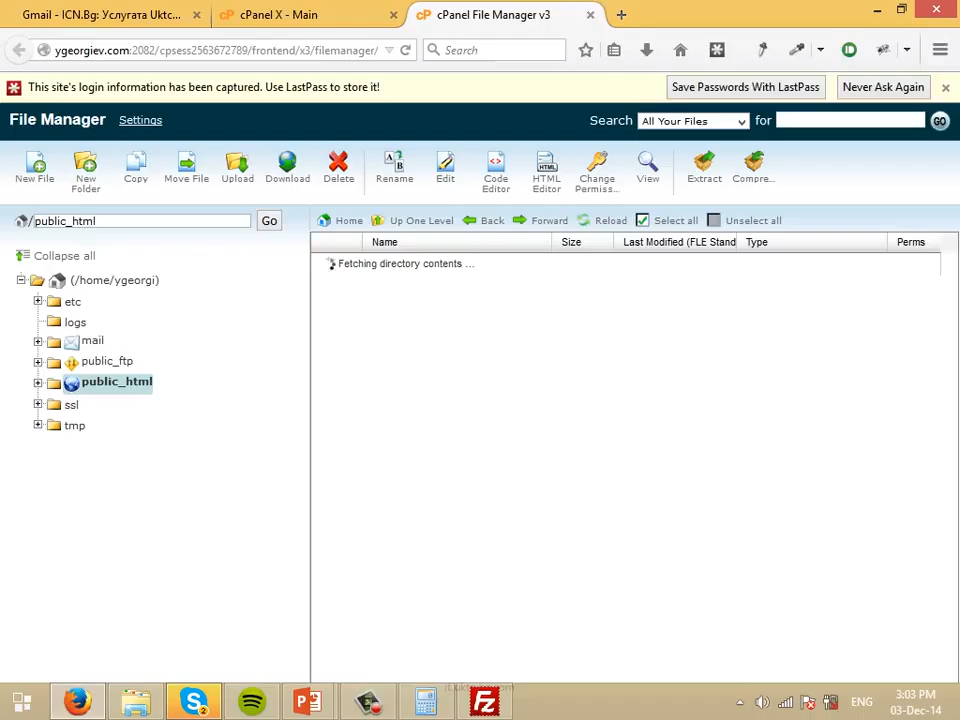 Gmail - ICN.Bg: Услугата Uktc...
cPanel X - Main
cPanel File Manager v3
ygeorgiev.com:2082/cpsess2563672789/frontend/x3/filemanager/
Search
This site's login information has been captured. Use LastPass to store it!
Save Passwords With LastPass
Never Ask Again
File Manager
Settings
Search
All Your Files
for
GO
New File
New Folder
Copy
Move File
Upload
Download
Delete
Rename
Edit
Code Editor
HTML Editor
Change Permiss...
View
Extract
Compre...
/public_html
Go
Home
Up One Level
Back
Forward
Reload
Select all
Unselect all
Collapse all
Name
Size
Last Modified (FLE Stand
Type
Perms
Fetching directory contents ...
(/home/ygeorgi)
etc
logs
mail
public_ftp
public_html
ssl
tmp
ENG
3:03 PM
03-Dec-14